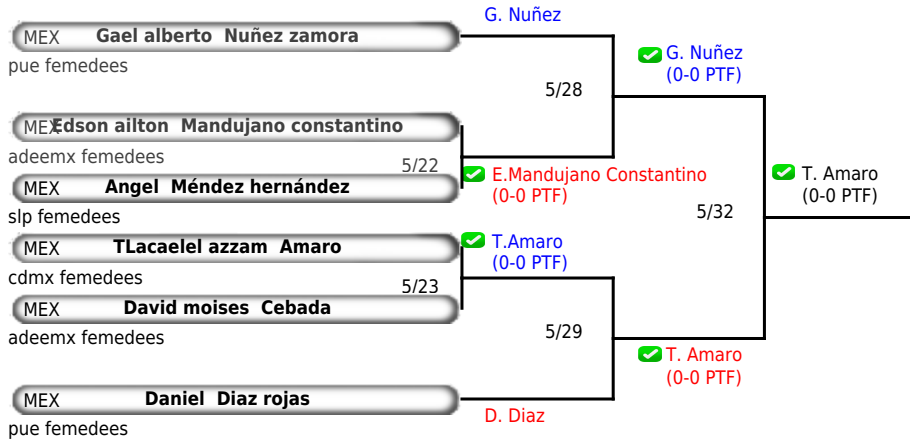 G. Nuñez
MEX Gael alberto Nuñez zamora
pue femedees
G. Nuñez
(0-0 PTF)
5/28
MEX Edson ailton Mandujano constantino
adeemx femedees
5/22
E.Mandujano Constantino
(0-0 PTF)
MEX Angel Méndez hernández
slp femedees
T. Amaro
(0-0 PTF)
5/32
MEX TLacaelel azzam Amaro
cdmx femedees
T.Amaro
(0-0 PTF)
5/23
MEX David moises Cebada
adeemx femedees
5/29
T. Amaro
(0-0 PTF)
MEX Daniel Diaz rojas
pue femedees
D. Diaz